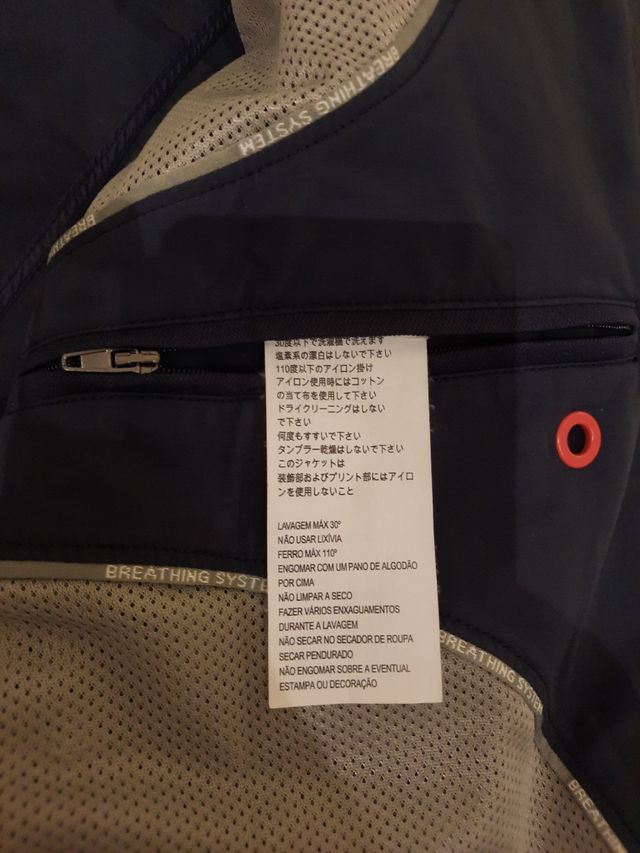 BREATHING SYSTEM
BREATHING
30度以下で洗濯機で洗えます
塩素系の漂白はしないで下さい
110度以下のアイロン掛け
アイロン使用時にはコットン
の当て布を使用して下さい
ドライクリーニングはしない
で下さい
何度もすすいで下さい
タンブラー乾燥はしないで下さい
このジャケットは
装飾部およびプリント部にはアイロ
ンを使用しないこと
LAVAGEM MÁX 30º
NÃO USAR LIXÍVIA
FERRO MÁX 110º
ENGOMAR COM UM PANO DE ALGODÃO
POR CIMA
NÃO LIMPAR A SECO
FAZER VÁRIOS ENXAGUAMENTOS
DURANTE A LAVAGEM
NÃO SECAR NO SECADOR DE ROUPA
SECAR PENDURADO
NÃO ENGOMAR SOBRE A EVENTUAL
ESTAMPA OU DECORAÇÃO
BREATHING SYSTE
BREATHING SYSTEM
BREATHING